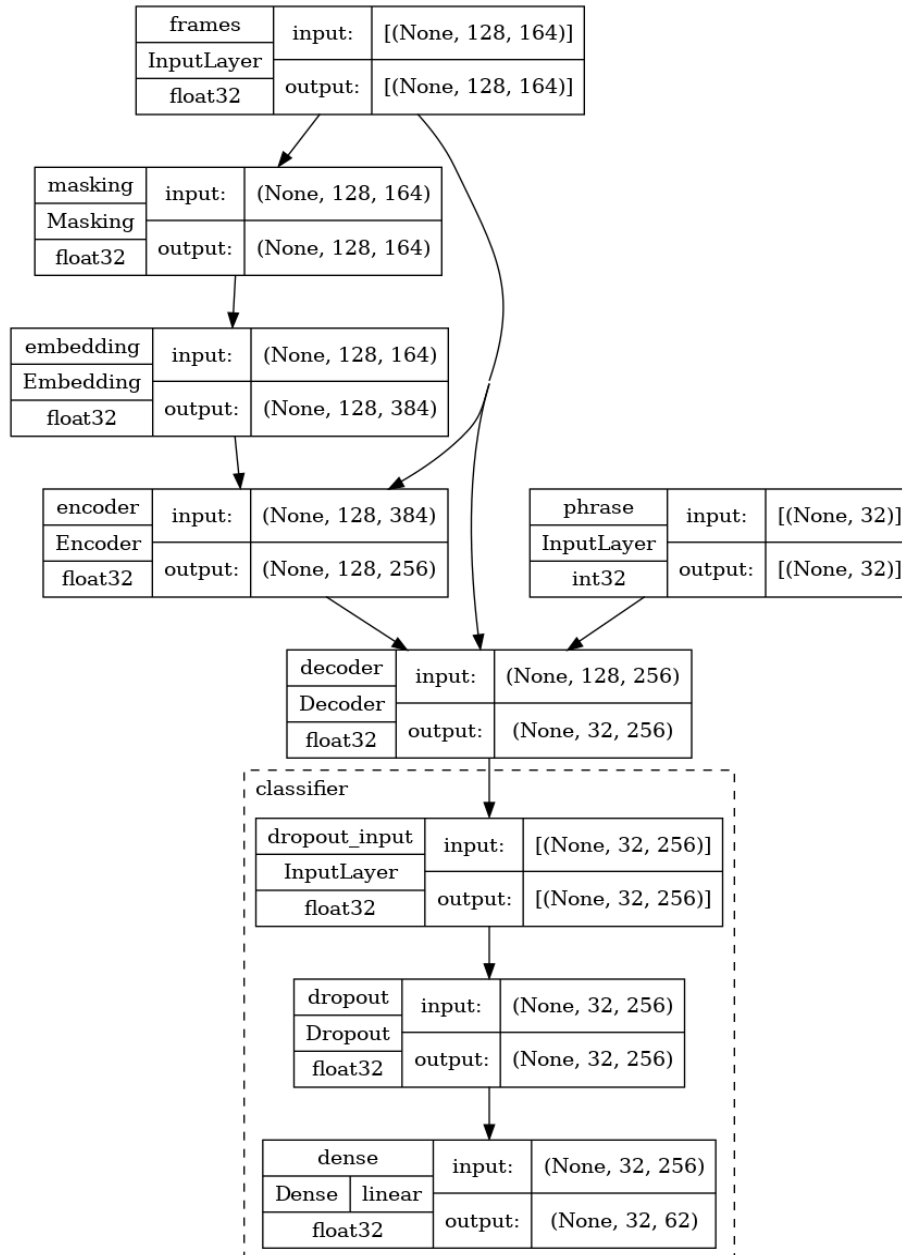 frames
InputLayer
float32
input:
[(None, 128, 164)]
output:
[(None, 128, 164)]
masking
Masking
float32
input:
(None, 128, 164)
output:
(None, 128, 164)
embedding
Embedding
float32
input:
(None, 128, 164)
output:
(None, 128, 384)
encoder
Encoder
float32
input:
(None, 128, 384)
output:
(None, 128, 256)
phrase
InputLayer
int32
input:
[(None, 32)]
output:
[(None, 32)]
decoder
Decoder
float32
input:
(None, 128, 256)
output:
(None, 32, 256)
classifier
dropout_input
InputLayer
float32
input:
[(None, 32, 256)]
output:
[(None, 32, 256)]
dropout
Dropout
float32
input:
(None, 32, 256)
output:
(None, 32, 256)
dense
Dense linear
float32
input:
(None, 32, 256)
output:
(None, 32, 62)